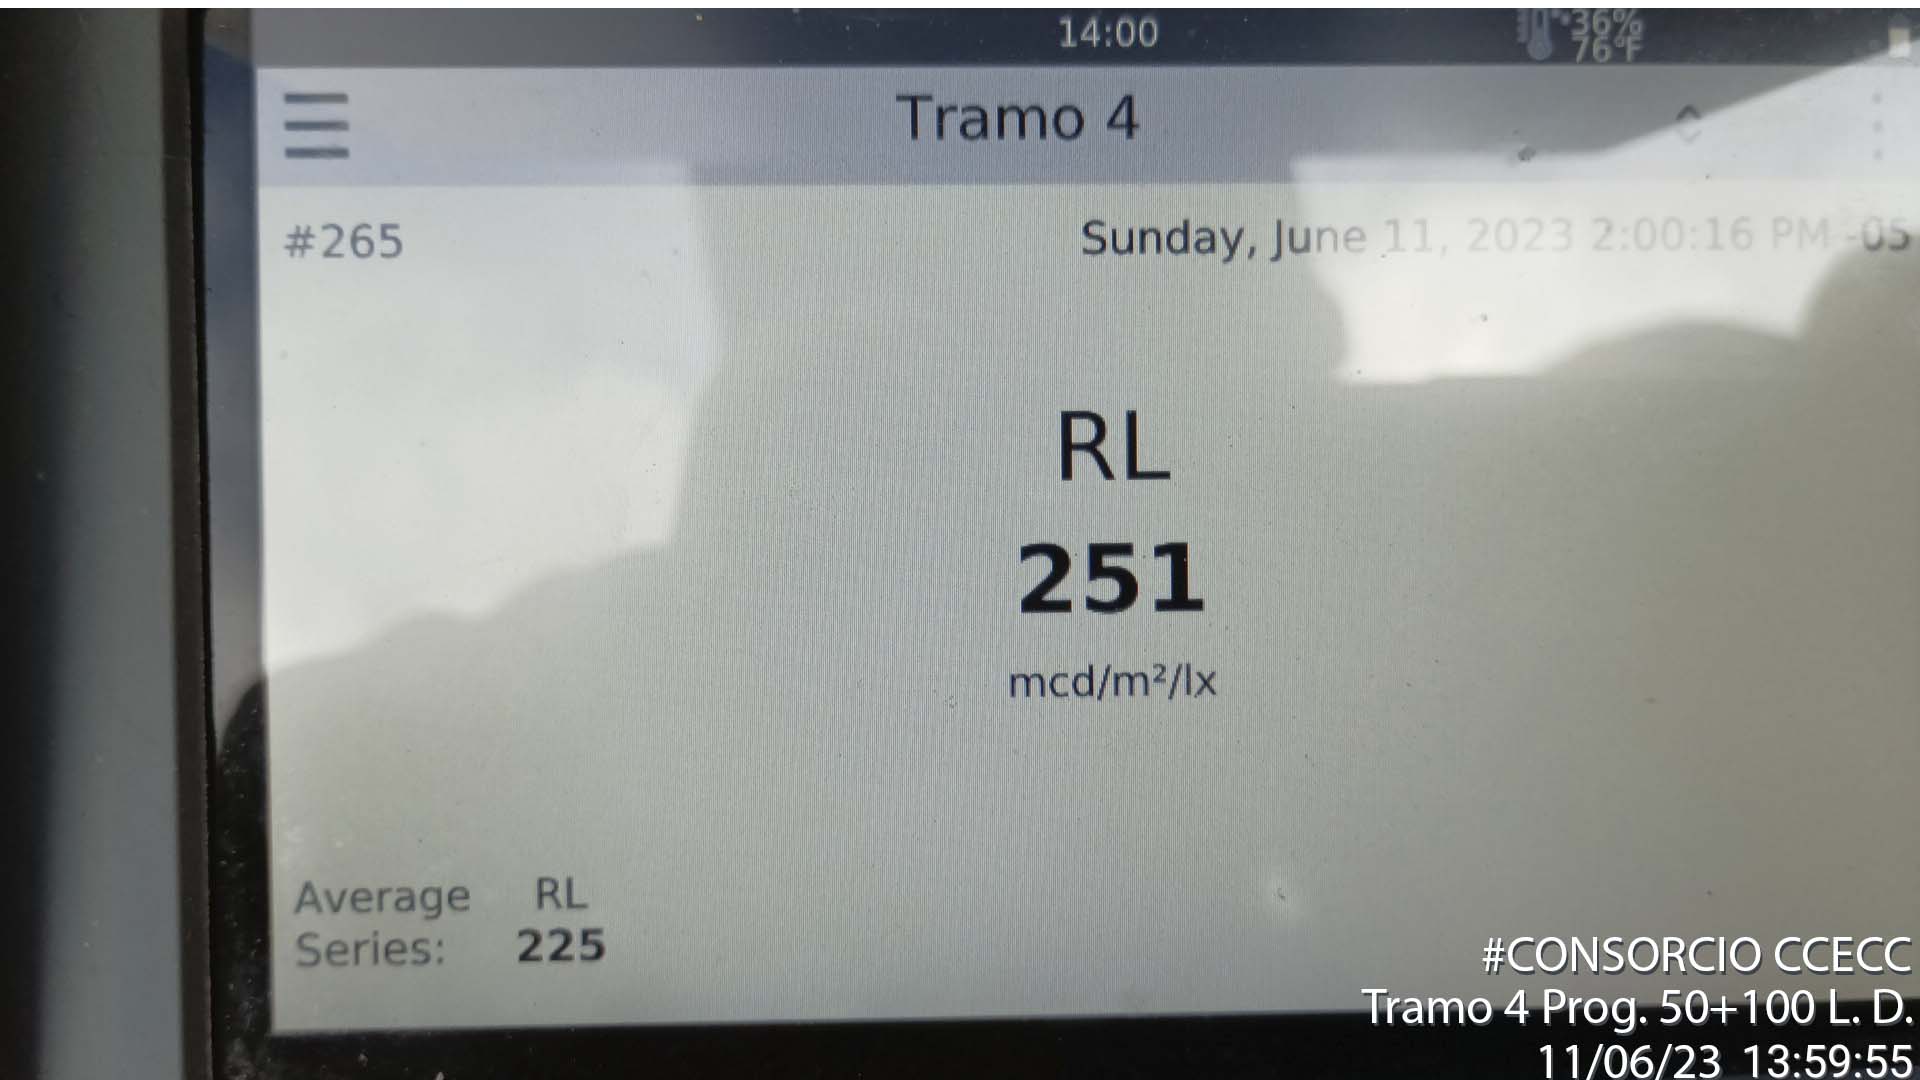 14:00
36%
76°F
Tramo 4
#265
Sunday, June 11, 2023 2:00:16 PM -05
RL
251
mcd/m²/lx
Average RL
Series: 225
#CONSORCIO CCECC
Tramo 4 Prog. 50+100 L. D.
11/06/23 13:59:55